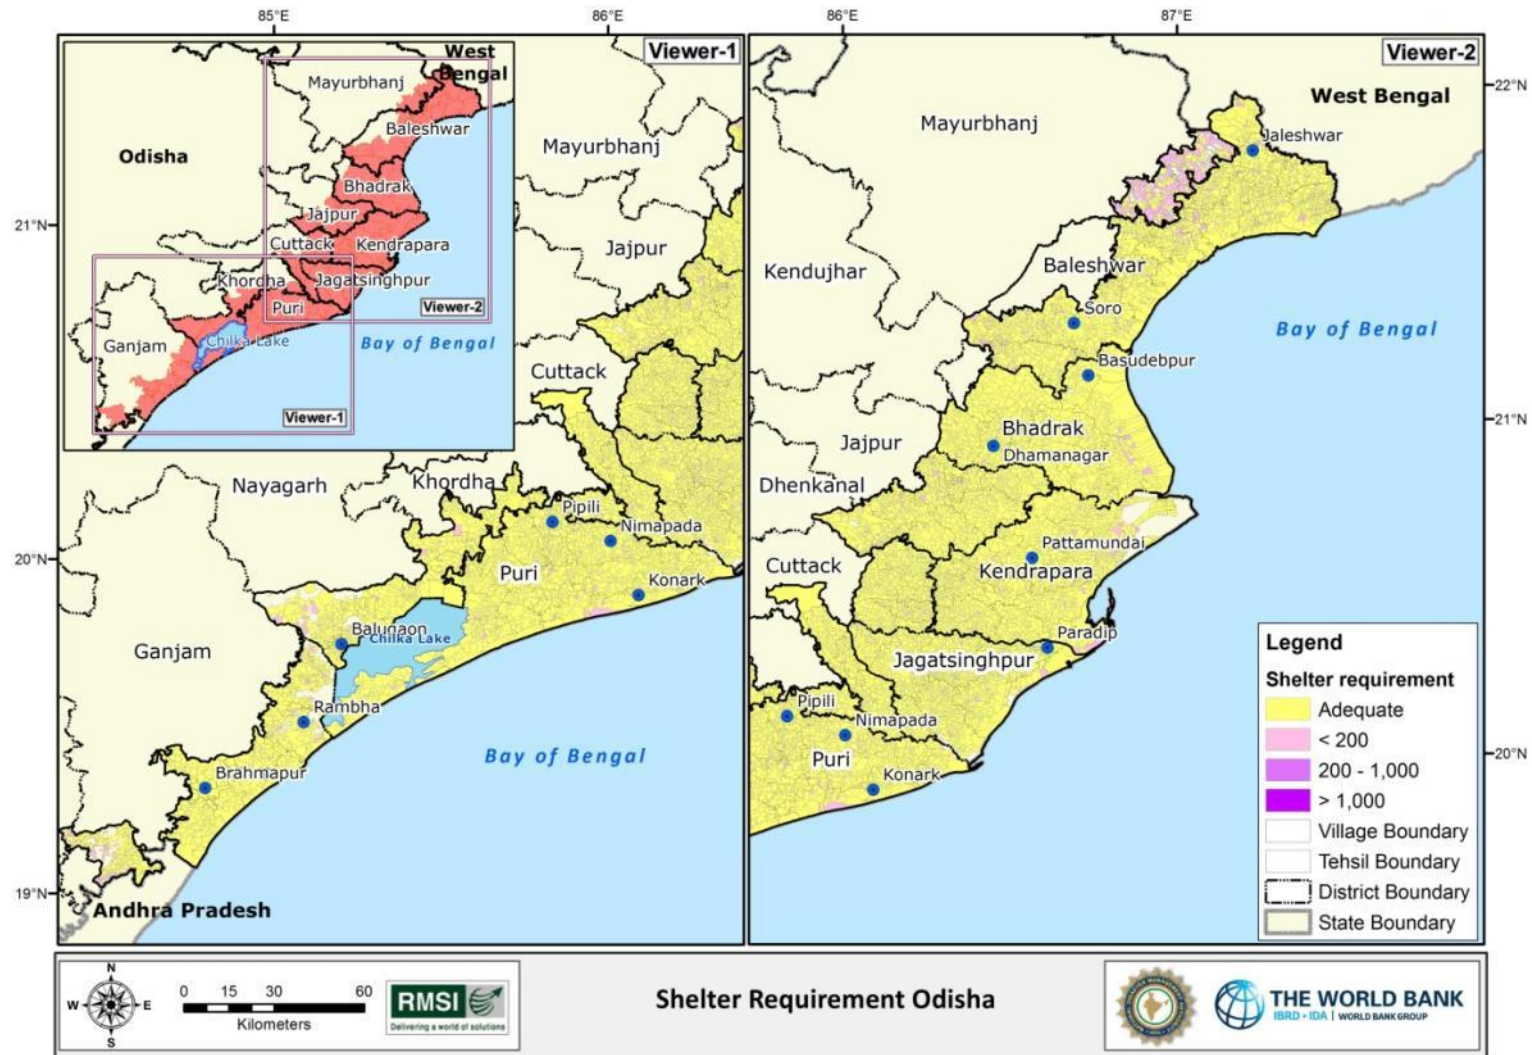 85°E
86°E
86°E
87°E
Viewer-1
Viewer-2
West
Bengal
Mayurbhanj
Baleshwar
Odisha
Bhadrak
Jajpur
Cuttack
Kendrapara
Khordha
Jagatsinghpur
Puri
Viewer-2
Ganjam
Chilka Lake
Bay of Bengal
Viewer-1
21°N
20°N
19°N
Mayurbhanj
Jajpur
Cuttack
Nayagarh
Khordha
Pipili
Nimapada
Puri
Konark
Balugaon
Chilka Lake
Ganjam
Rambha
Brahmapur
Bay of Bengal
Andhra Pradesh
West Bengal
Mayurbhanj
Jaleshwar
Kendujhar
Baleshwar
Soro
Bay of Bengal
Basudebpur
Bhadrak
Dhamanagar
Jajpur
Dhenkanal
Pattamundai
Kendrapara
Cuttack
Paradip
Jagatsinghpur
Pipili
Nimapada
Puri
Konark
22°N
21°N
20°N
Legend
Shelter requirement
Adequate
< 200
200 - 1,000
> 1,000
Village Boundary
Tehsil Boundary
District Boundary
State Boundary
N
W
E
S
0 15 30 60
Kilometers
RMSI
Delivering a world of solutions
Shelter Requirement Odisha
THE WORLD BANK
IBRD • IDA | WORLD BANK GROUP